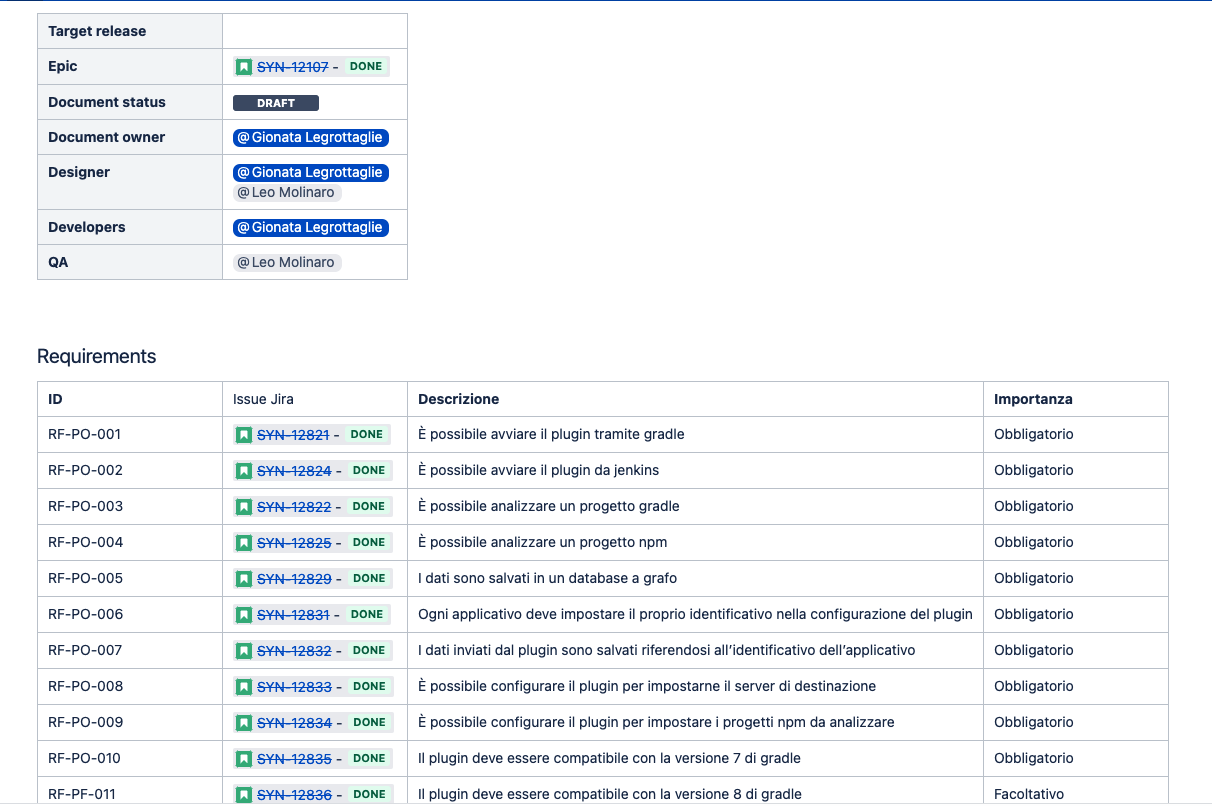 Target release
Epic SYN-12107 - DONE
Document status DRAFT
Document owner @Gionata Legrottaglie
Designer @Gionata Legrottaglie
@Leo Molinaro
Developers @Gionata Legrottaglie
QA @Leo Molinaro
Requirements
ID Issue Jira Descrizione Importanza
RF-PO-001 SYN-12821 - DONE È possibile avviare il plugin tramite gradle Obbligatorio
RF-PO-002 SYN-12824 - DONE È possibile avviare il plugin da jenkins Obbligatorio
RF-PO-003 SYN-12822 - DONE È possibile analizzare un progetto gradle Obbligatorio
RF-PO-004 SYN-12825 - DONE È possibile analizzare un progetto npm Obbligatorio
RF-PO-005 SYN-12829 - DONE I dati sono salvati in un database a grafo Obbligatorio
RF-PO-006 SYN-12831 - DONE Ogni applicativo deve impostare il proprio identificativo nella configurazione del plugin Obbligatorio
RF-PO-007 SYN-12832 - DONE I dati inviati dal plugin sono salvati riferendosi all’identificativo dell’applicativo Obbligatorio
RF-PO-008 SYN-12833 - DONE È possibile configurare il plugin per impostarne il server di destinazione Obbligatorio
RF-PO-009 SYN-12834 - DONE È possibile configurare il plugin per impostare i progetti npm da analizzare Obbligatorio
RF-PO-010 SYN-12835 - DONE Il plugin deve essere compatibile con la versione 7 di gradle Obbligatorio
RF-PF-011 SYN-12836 - DONE Il plugin deve essere compatibile con la versione 8 di gradle Facoltativo